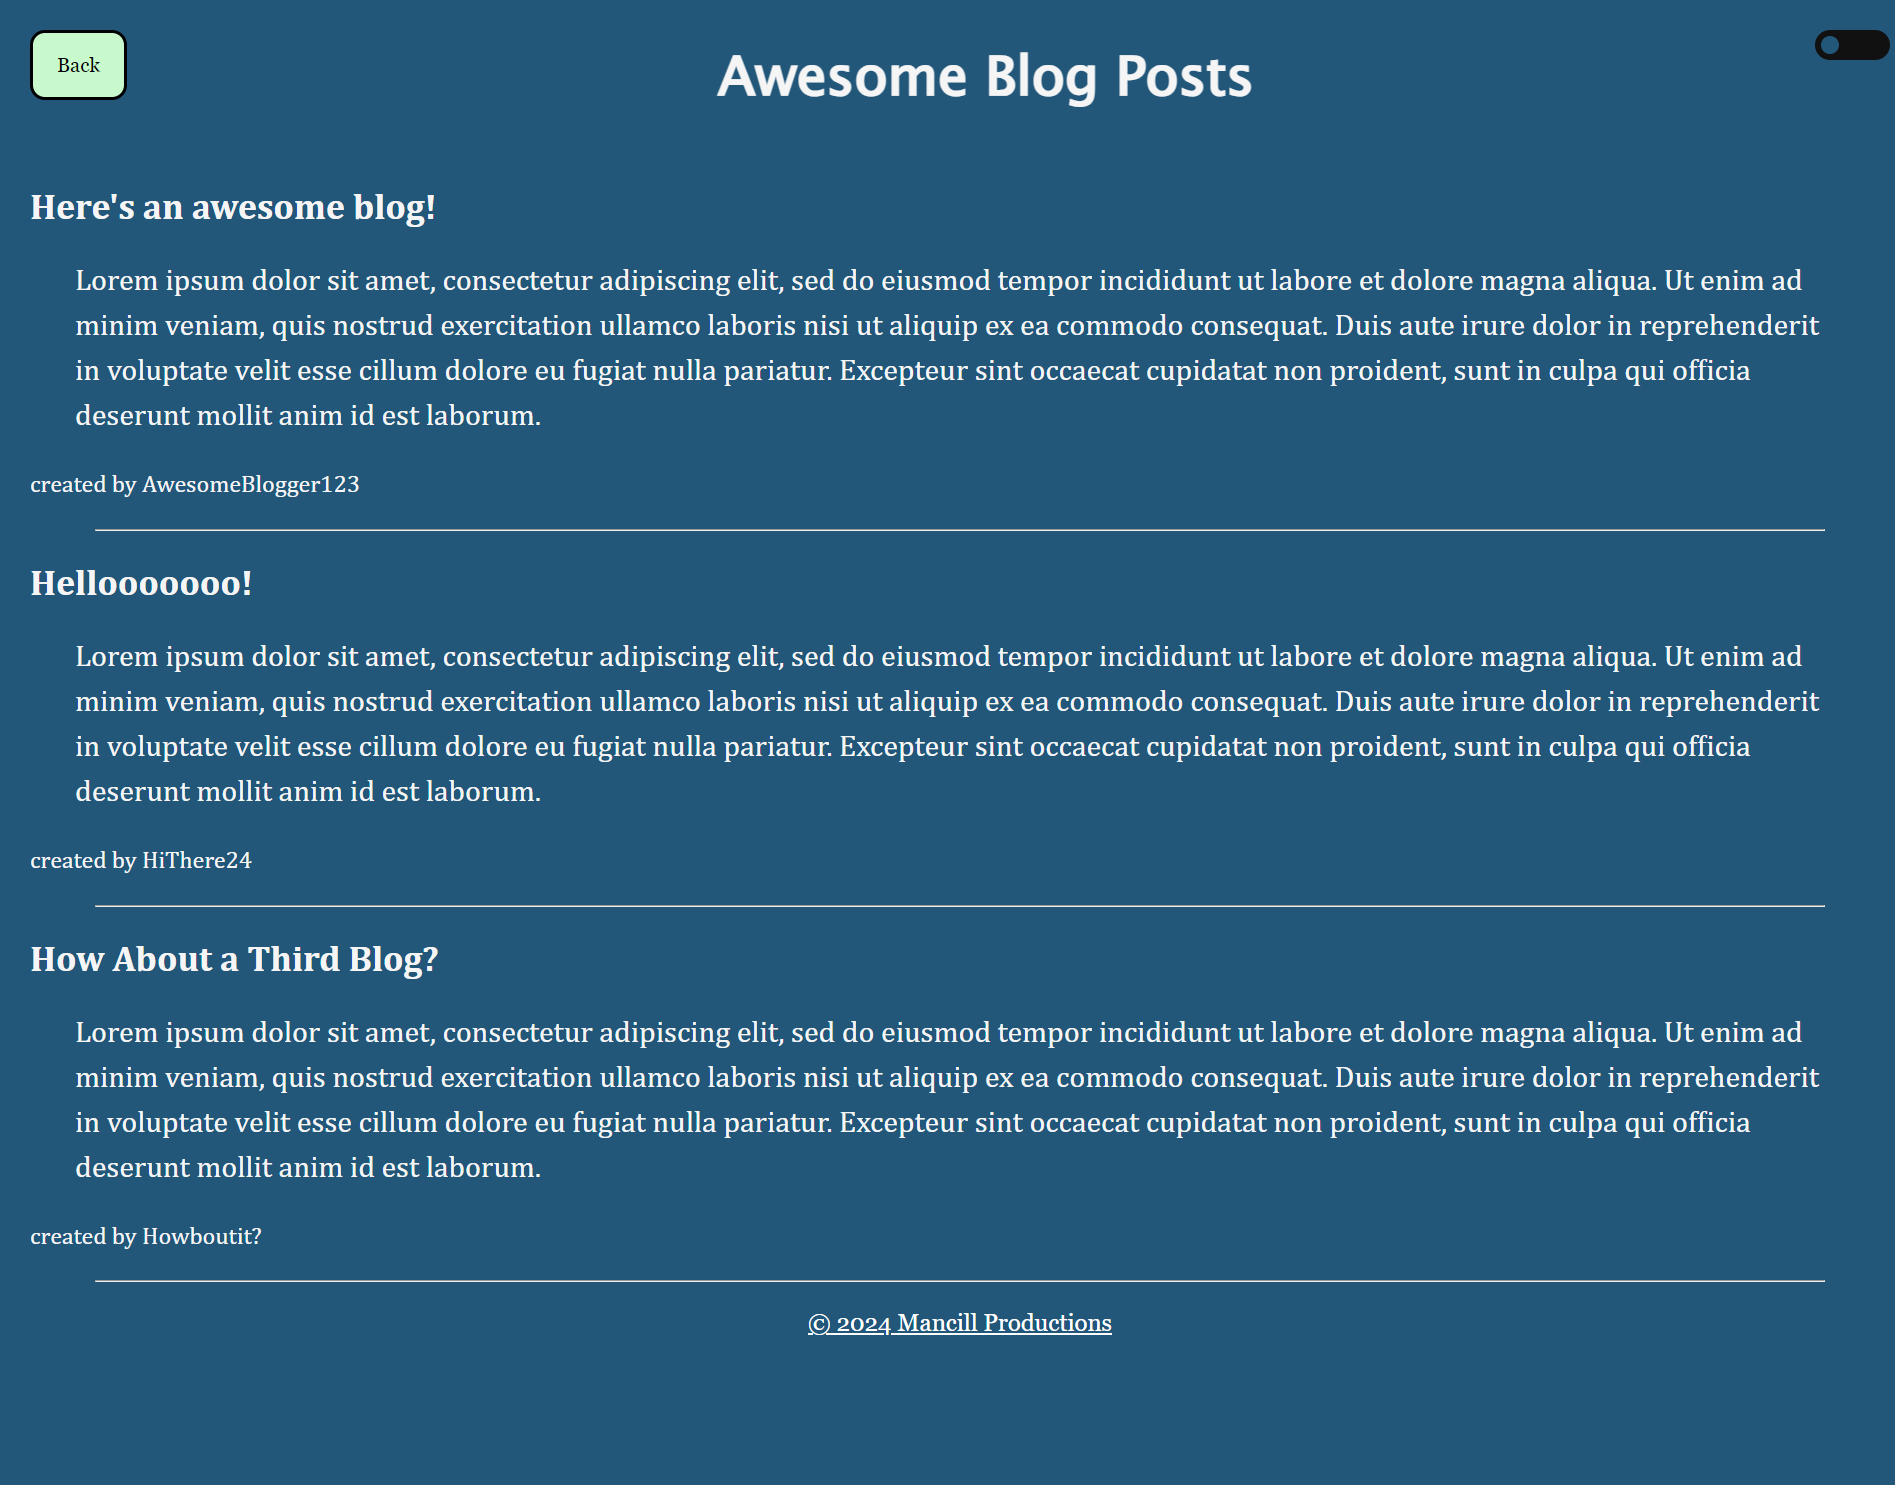 Back
Awesome Blog Posts
Here's an awesome blog!
Lorem ipsum dolor sit amet, consectetur adipiscing elit, sed do eiusmod tempor incididunt ut labore et dolore magna aliqua. Ut enim ad
minim veniam, quis nostrud exercitation ullamco laboris nisi ut aliquip ex ea commodo consequat. Duis aute irure dolor in reprehenderit
in voluptate velit esse cillum dolore eu fugiat nulla pariatur. Excepteur sint occaecat cupidatat non proident, sunt in culpa qui officia
deserunt mollit anim id est laborum.
created by AwesomeBlogger123
Hellooooooo!
Lorem ipsum dolor sit amet, consectetur adipiscing elit, sed do eiusmod tempor incididunt ut labore et dolore magna aliqua. Ut enim ad
minim veniam, quis nostrud exercitation ullamco laboris nisi ut aliquip ex ea commodo consequat. Duis aute irure dolor in reprehenderit
in voluptate velit esse cillum dolore eu fugiat nulla pariatur. Excepteur sint occaecat cupidatat non proident, sunt in culpa qui officia
deserunt mollit anim id est laborum.
created by HiThere24
How About a Third Blog?
Lorem ipsum dolor sit amet, consectetur adipiscing elit, sed do eiusmod tempor incididunt ut labore et dolore magna aliqua. Ut enim ad
minim veniam, quis nostrud exercitation ullamco laboris nisi ut aliquip ex ea commodo consequat. Duis aute irure dolor in reprehenderit
in voluptate velit esse cillum dolore eu fugiat nulla pariatur. Excepteur sint occaecat cupidatat non proident, sunt in culpa qui officia
deserunt mollit anim id est laborum.
created by Howboutit?
© 2024 Mancill Productions